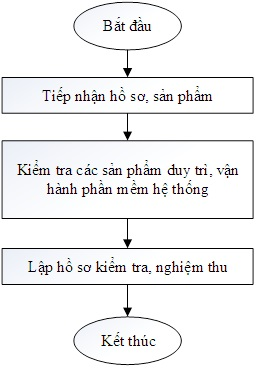 Bắt đầu
Tiếp nhận hồ sơ, sản phẩm
Kiểm tra các sản phẩm duy trì, vận
hành phần mềm hệ thống
Lập hồ sơ kiểm tra, nghiệm thu
Kết thúc